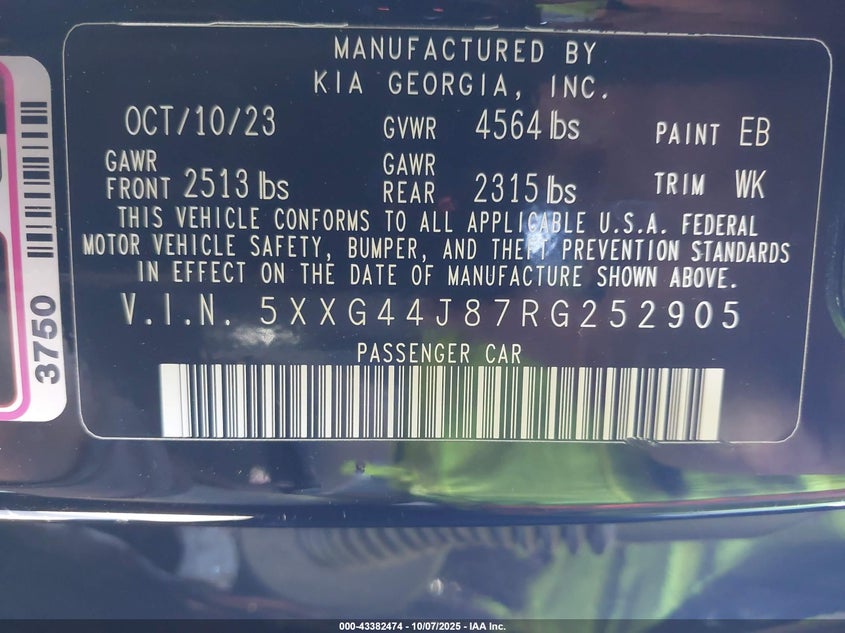 MANUFACTURED BY
KIA GEORGIA, INC.
OCT/10/23 GVWR 4564 lbs PAINT EB
GAWR FRONT 2513 lbs GAWR REAR 2315 lbs TRIM WK
THIS VEHICLE CONFORMS TO ALL APPLICABLE U.S.A. FEDERAL
MOTOR VEHICLE SAFETY, BUMPER, AND THEFT PREVENTION STANDARDS
IN EFFECT ON THE DATE OF MANUFACTURE SHOWN ABOVE.
V.I.N. 5XXG44J87RG252905
PASSENGER CAR
3750
000-43382474 - 10/07/2025 - IAA Inc.